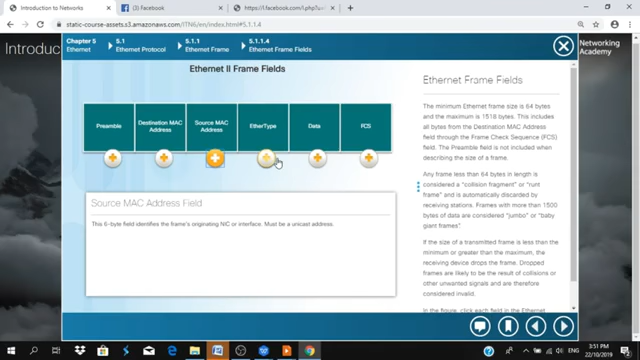 Introduction to Networks
(3) Facebook
https://l.facebook.com/l.php?u=
static-course-assets.s3.amazonaws.com/ITN6/en/index.html#5.1.1.4
Introduction
Networking
Academy
Chapter 5
Ethernet
5.1
Ethernet Protocol
5.1.1
Ethernet Frame
5.1.1.4
Ethernet Frame Fields
Ethernet II Frame Fields
Preamble
Destination MAC
Address
Source MAC
Address
EtherType
Data
FCS
Source MAC Address Field
This 6-byte field identifies the frame's originating NIC or interface. Must be a unicast address.
Ethernet Frame Fields
The minimum Ethernet frame size is 64 bytes
and the maximum is 1518 bytes. This includes
all bytes from the Destination MAC Address
field through the Frame Check Sequence (FCS)
field. The Preamble field is not included when
describing the size of a frame.
Any frame less than 64 bytes in length is
considered a "collision fragment" or "runt
frame" and is automatically discarded by
receiving stations. Frames with more than 1500
bytes of data are considered "jumbo" or "baby
giant frames".
If the size of a transmitted frame is less than the
minimum or greater than the maximum, the
receiving device drops the frame. Dropped
frames are likely to be the result of collisions or
other unwanted signals and are therefore
considered invalid.
In the figure, click each field in the Ethernet
3:51 PM
22/10/2019